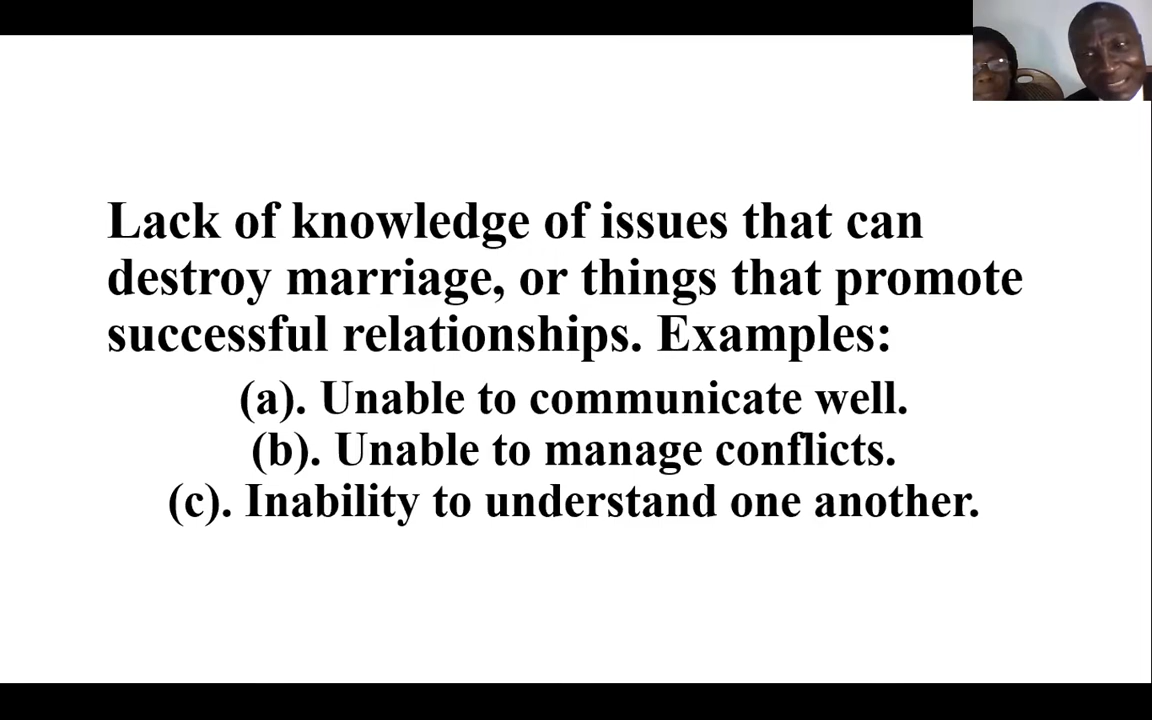 Lack of knowledge of issues that can
destroy marriage, or things that promote
successful relationships. Examples:
(a). Unable to communicate well.
(b). Unable to manage conflicts.
(c). Inability to understand one another.